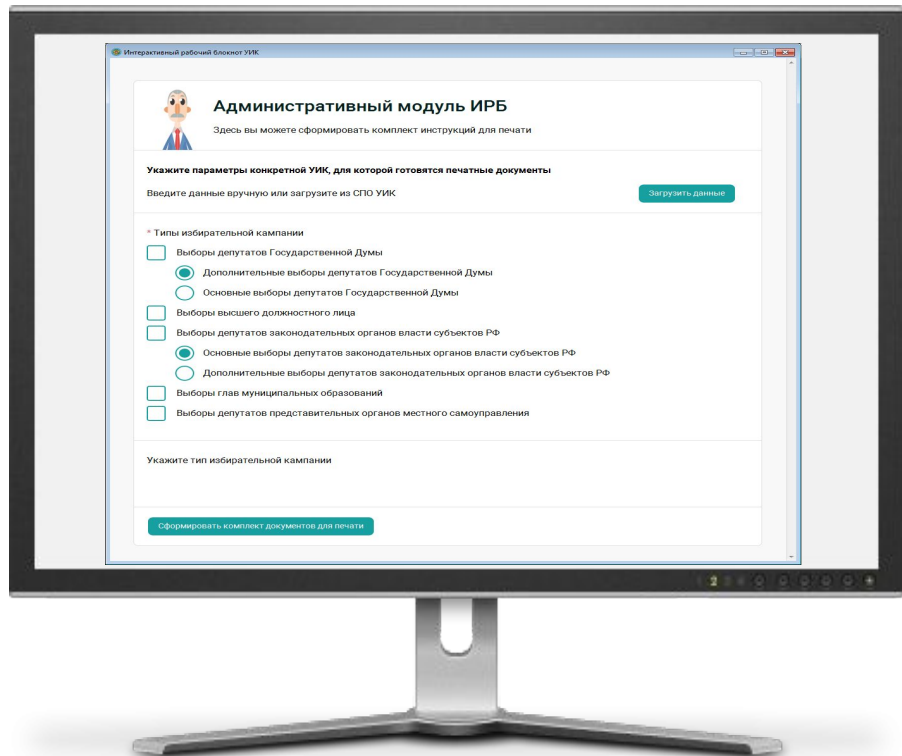 Интерактивный рабочий блокнот УИК
Административный модуль ИРБ
Здесь вы можете сформировать комплект инструкций для печати
Укажите параметры конкретной УИК, для которой готовятся печатные документы
Введите данные вручную или загрузите из СПО УИК
Загрузить данные
* Типы избирательной кампании
Выборы депутатов Государственной Думы
Дополнительные выборы депутатов Государственной Думы
Основные выборы депутатов Государственной Думы
Выборы высшего должностного лица
Выборы депутатов законодательных органов власти субъектов РФ
Основные выборы депутатов законодательных органов власти субъектов РФ
Дополнительные выборы депутатов законодательных органов власти субъектов РФ
Выборы глав муниципальных образований
Выборы депутатов представительных органов местного самоуправления
Укажите тип избирательной кампании
Сформировать комплект документов для печати
2